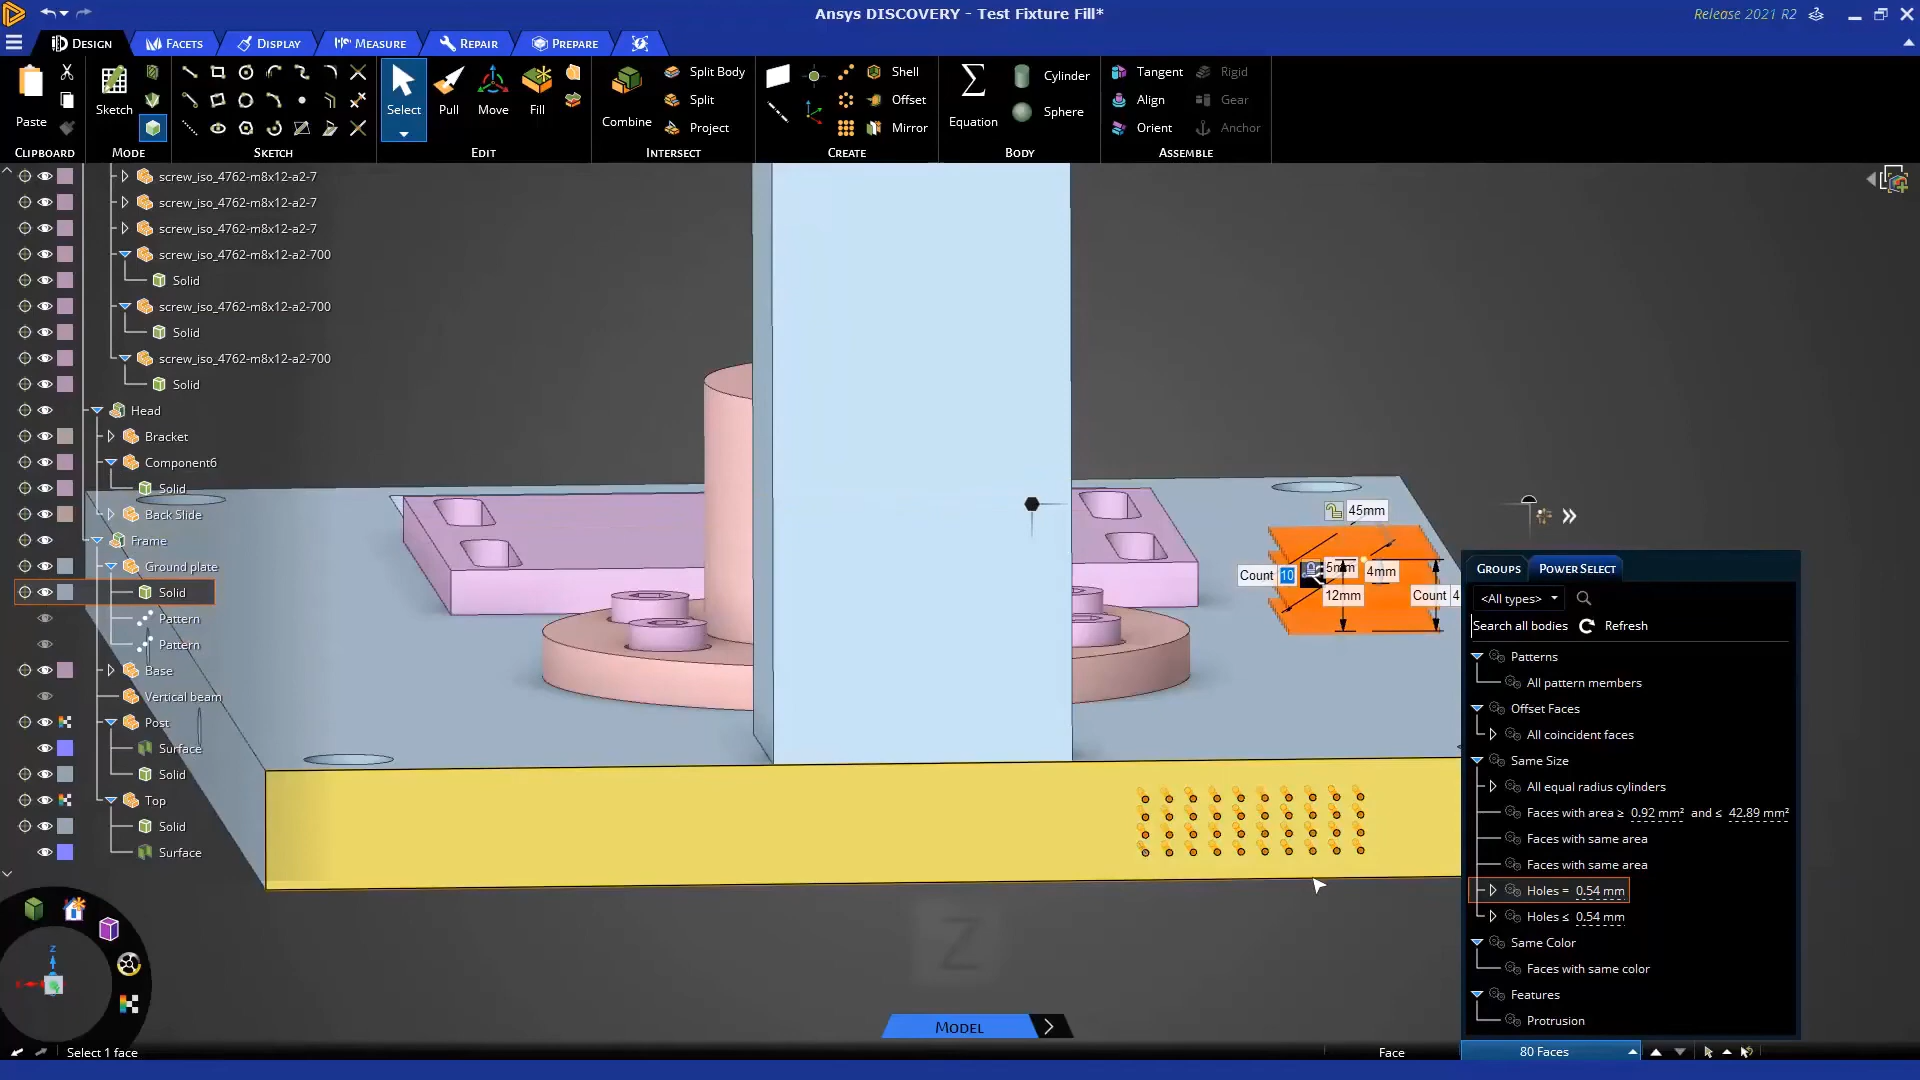 Ansys DISCOVERY - Test Fixture Fill*
Release 2021 R2
DESIGN
FACETS
DISPLAY
MEASURE
REPAIR
PREPARE
Paste
Sketch
Select
Pull
Move
Fill
Combine
Split Body
Split
Project
Shell
Offset
Mirror
Equation
Cylinder
Sphere
Tangent
Align
Orient
Rigid
Gear
Anchor
CLIPBOARD
MODE
SKETCH
EDIT
INTERSECT
CREATE
BODY
ASSEMBLE
screw_iso_4762-m8x12-a2-7
screw_iso_4762-m8x12-a2-7
screw_iso_4762-m8x12-a2-7
screw_iso_4762-m8x12-a2-700
Solid
screw_iso_4762-m8x12-a2-700
Solid
screw_iso_4762-m8x12-a2-700
Solid
Head
Bracket
Component6
Solid
Back Slide
Frame
Ground plate
Solid
Pattern
Pattern
Base
Vertical beam
Post
Surface
Solid
Top
Solid
Surface
45mm
Count 10
5mm
4mm
12mm
Count 4
GROUPS
POWER SELECT
<All types>
Search all bodies
Refresh
Patterns
All pattern members
Offset Faces
All coincident faces
Same Size
All equal radius cylinders
Faces with area ≥ 0.92 mm² and ≤ 42.89 mm²
Faces with same area
Faces with same area
Holes = 0.54 mm
Holes ≤ 0.54 mm
Same Color
Faces with same color
Features
Protrusion
Z
Z
MODEL
Select 1 face
Face
80 Faces